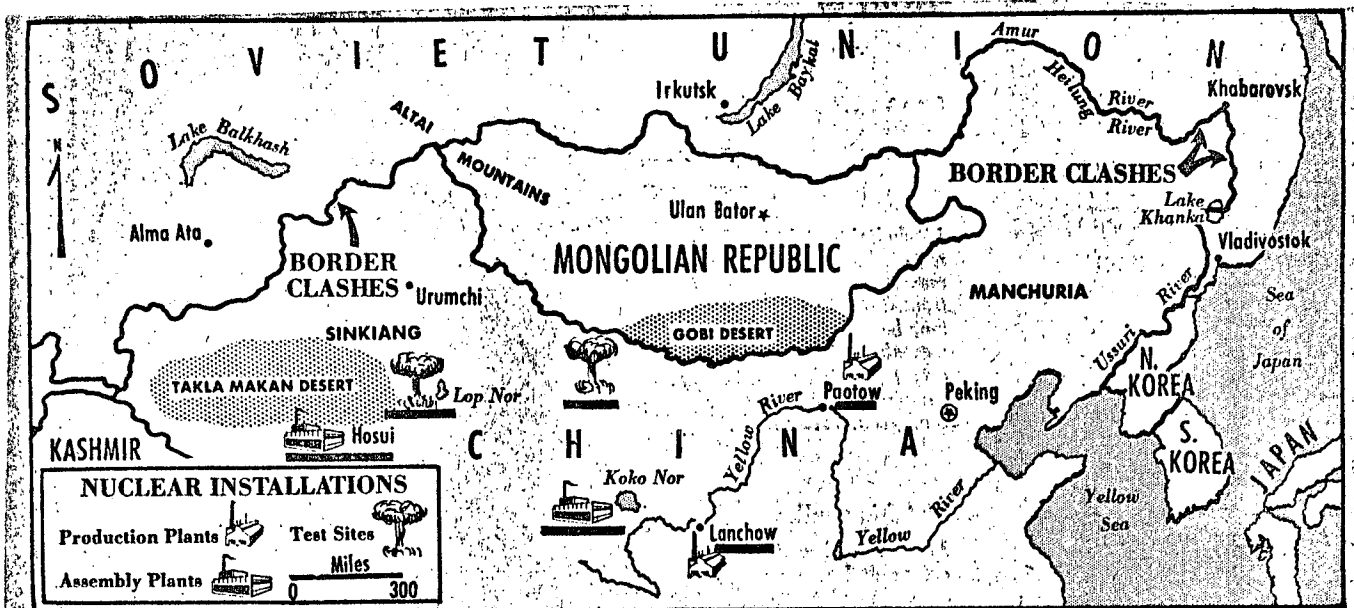 SOVIET UNION
N
Lake Balkhash
Alma Ata
ALTAI
MOUNTAINS
Irkutsk
Lake Baykal
Amur
River
Heilung
River
Khabarovsk
BORDER CLASHES
Lake
Khanka
Vladivostok
BORDER
CLASHES
Urumchi
Ulan Bator
MONGOLIAN REPUBLIC
MANCHURIA
Ussuri River
Sea
of
Japan
SINKIANG
GOBI DESERT
TAKLA MAKAN DESERT
Lop Nor
Hosui
KASHMIR
CHINA
Yellow River
Paotow
Peking
N.
KOREA
S.
KOREA
JAPAN
Koko Nor
Lanchow
Yellow River
Yellow
Sea
NUCLEAR INSTALLATIONS
Production Plants
Test Sites
Assembly Plants
Miles
0 300